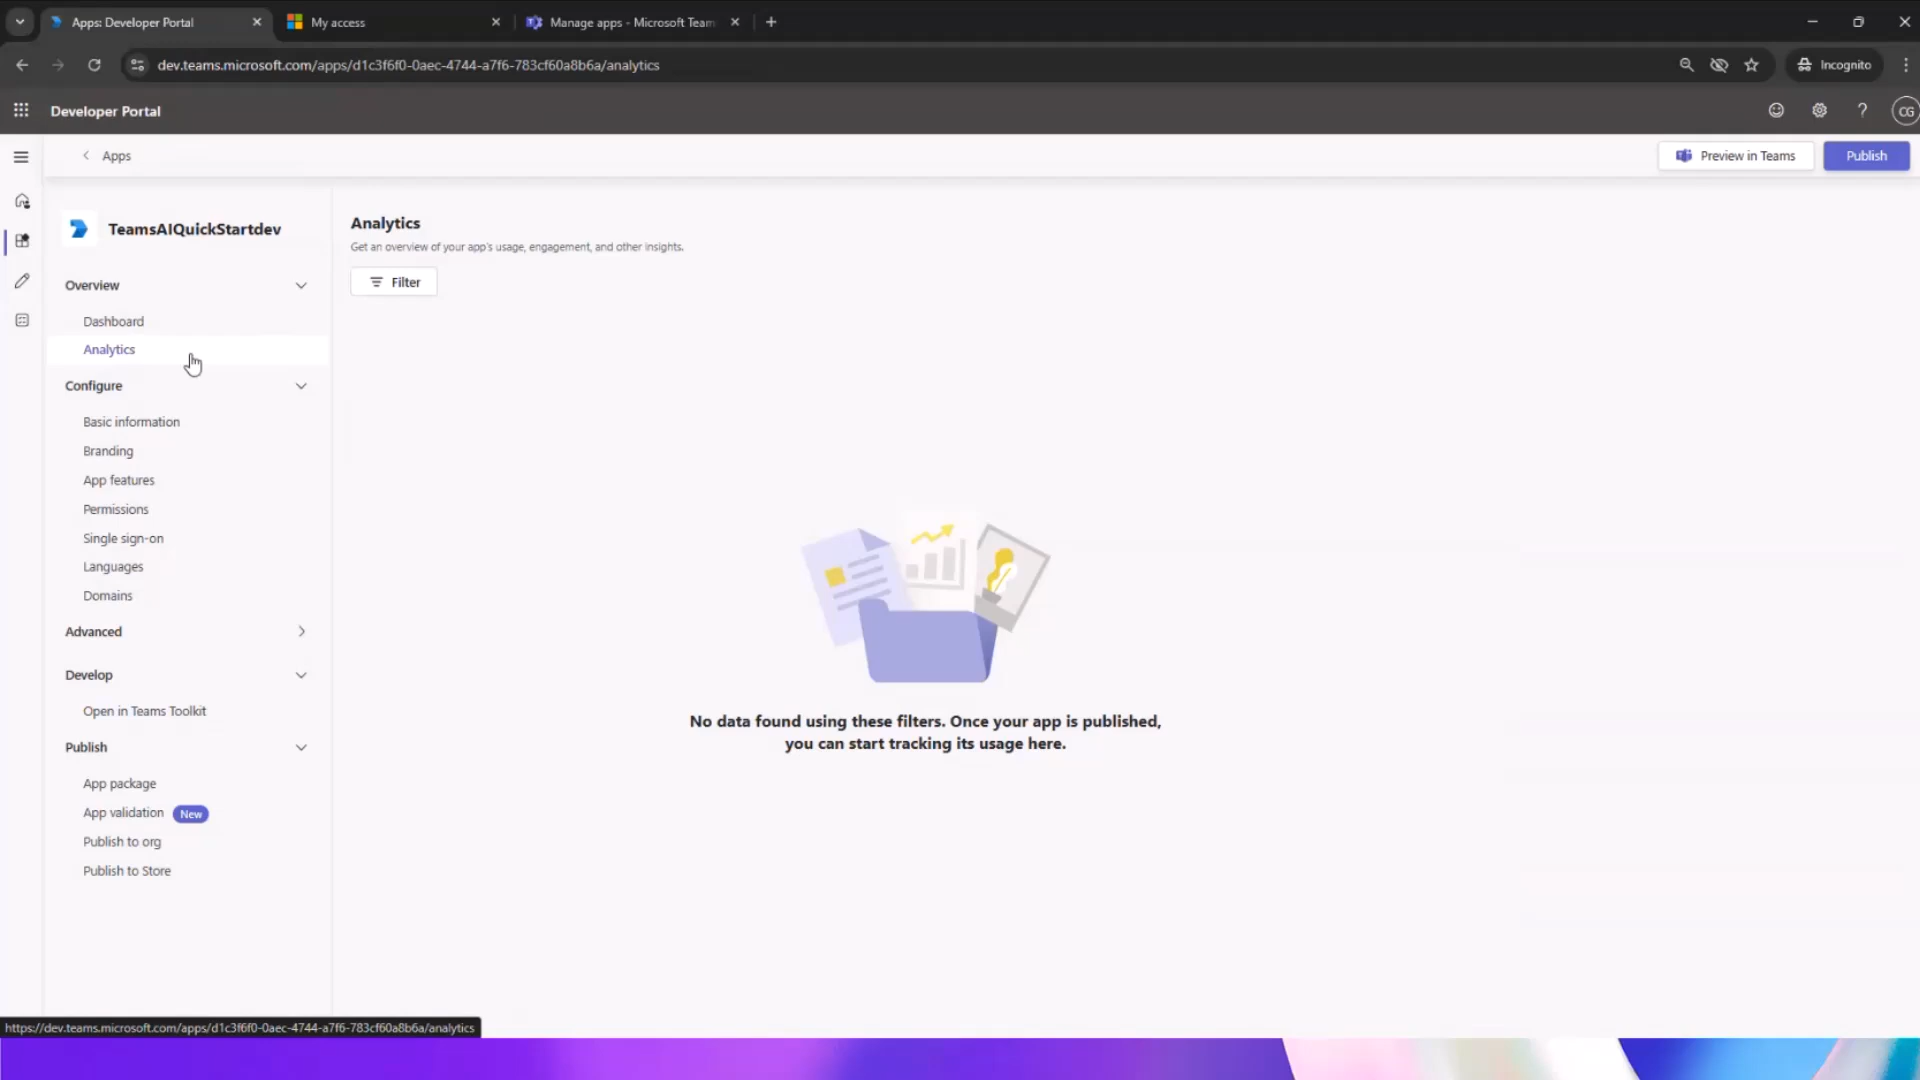 Apps: Developer Portal
My access
Manage apps - Microsoft Team
dev.teams.microsoft.com/apps/d1c3f6f0-0aec-4744-a7f6-783cf60a8b6a/analytics
Incognito
Developer Portal
CG
Apps
Preview in Teams
Publish
TeamsAIQuickStartdev
Overview
Dashboard
Analytics
Configure
Basic information
Branding
App features
Permissions
Single sign-on
Languages
Domains
Advanced
Develop
Open in Teams Toolkit
Publish
App package
App validation New
Publish to org
Publish to Store
Analytics
Get an overview of your app's usage, engagement, and other insights.
Filter
No data found using these filters. Once your app is published,
you can start tracking its usage here.
https://dev.teams.microsoft.com/apps/d1c3f6f0-0aec-4744-a7f6-783cf60a8b6a/analytics